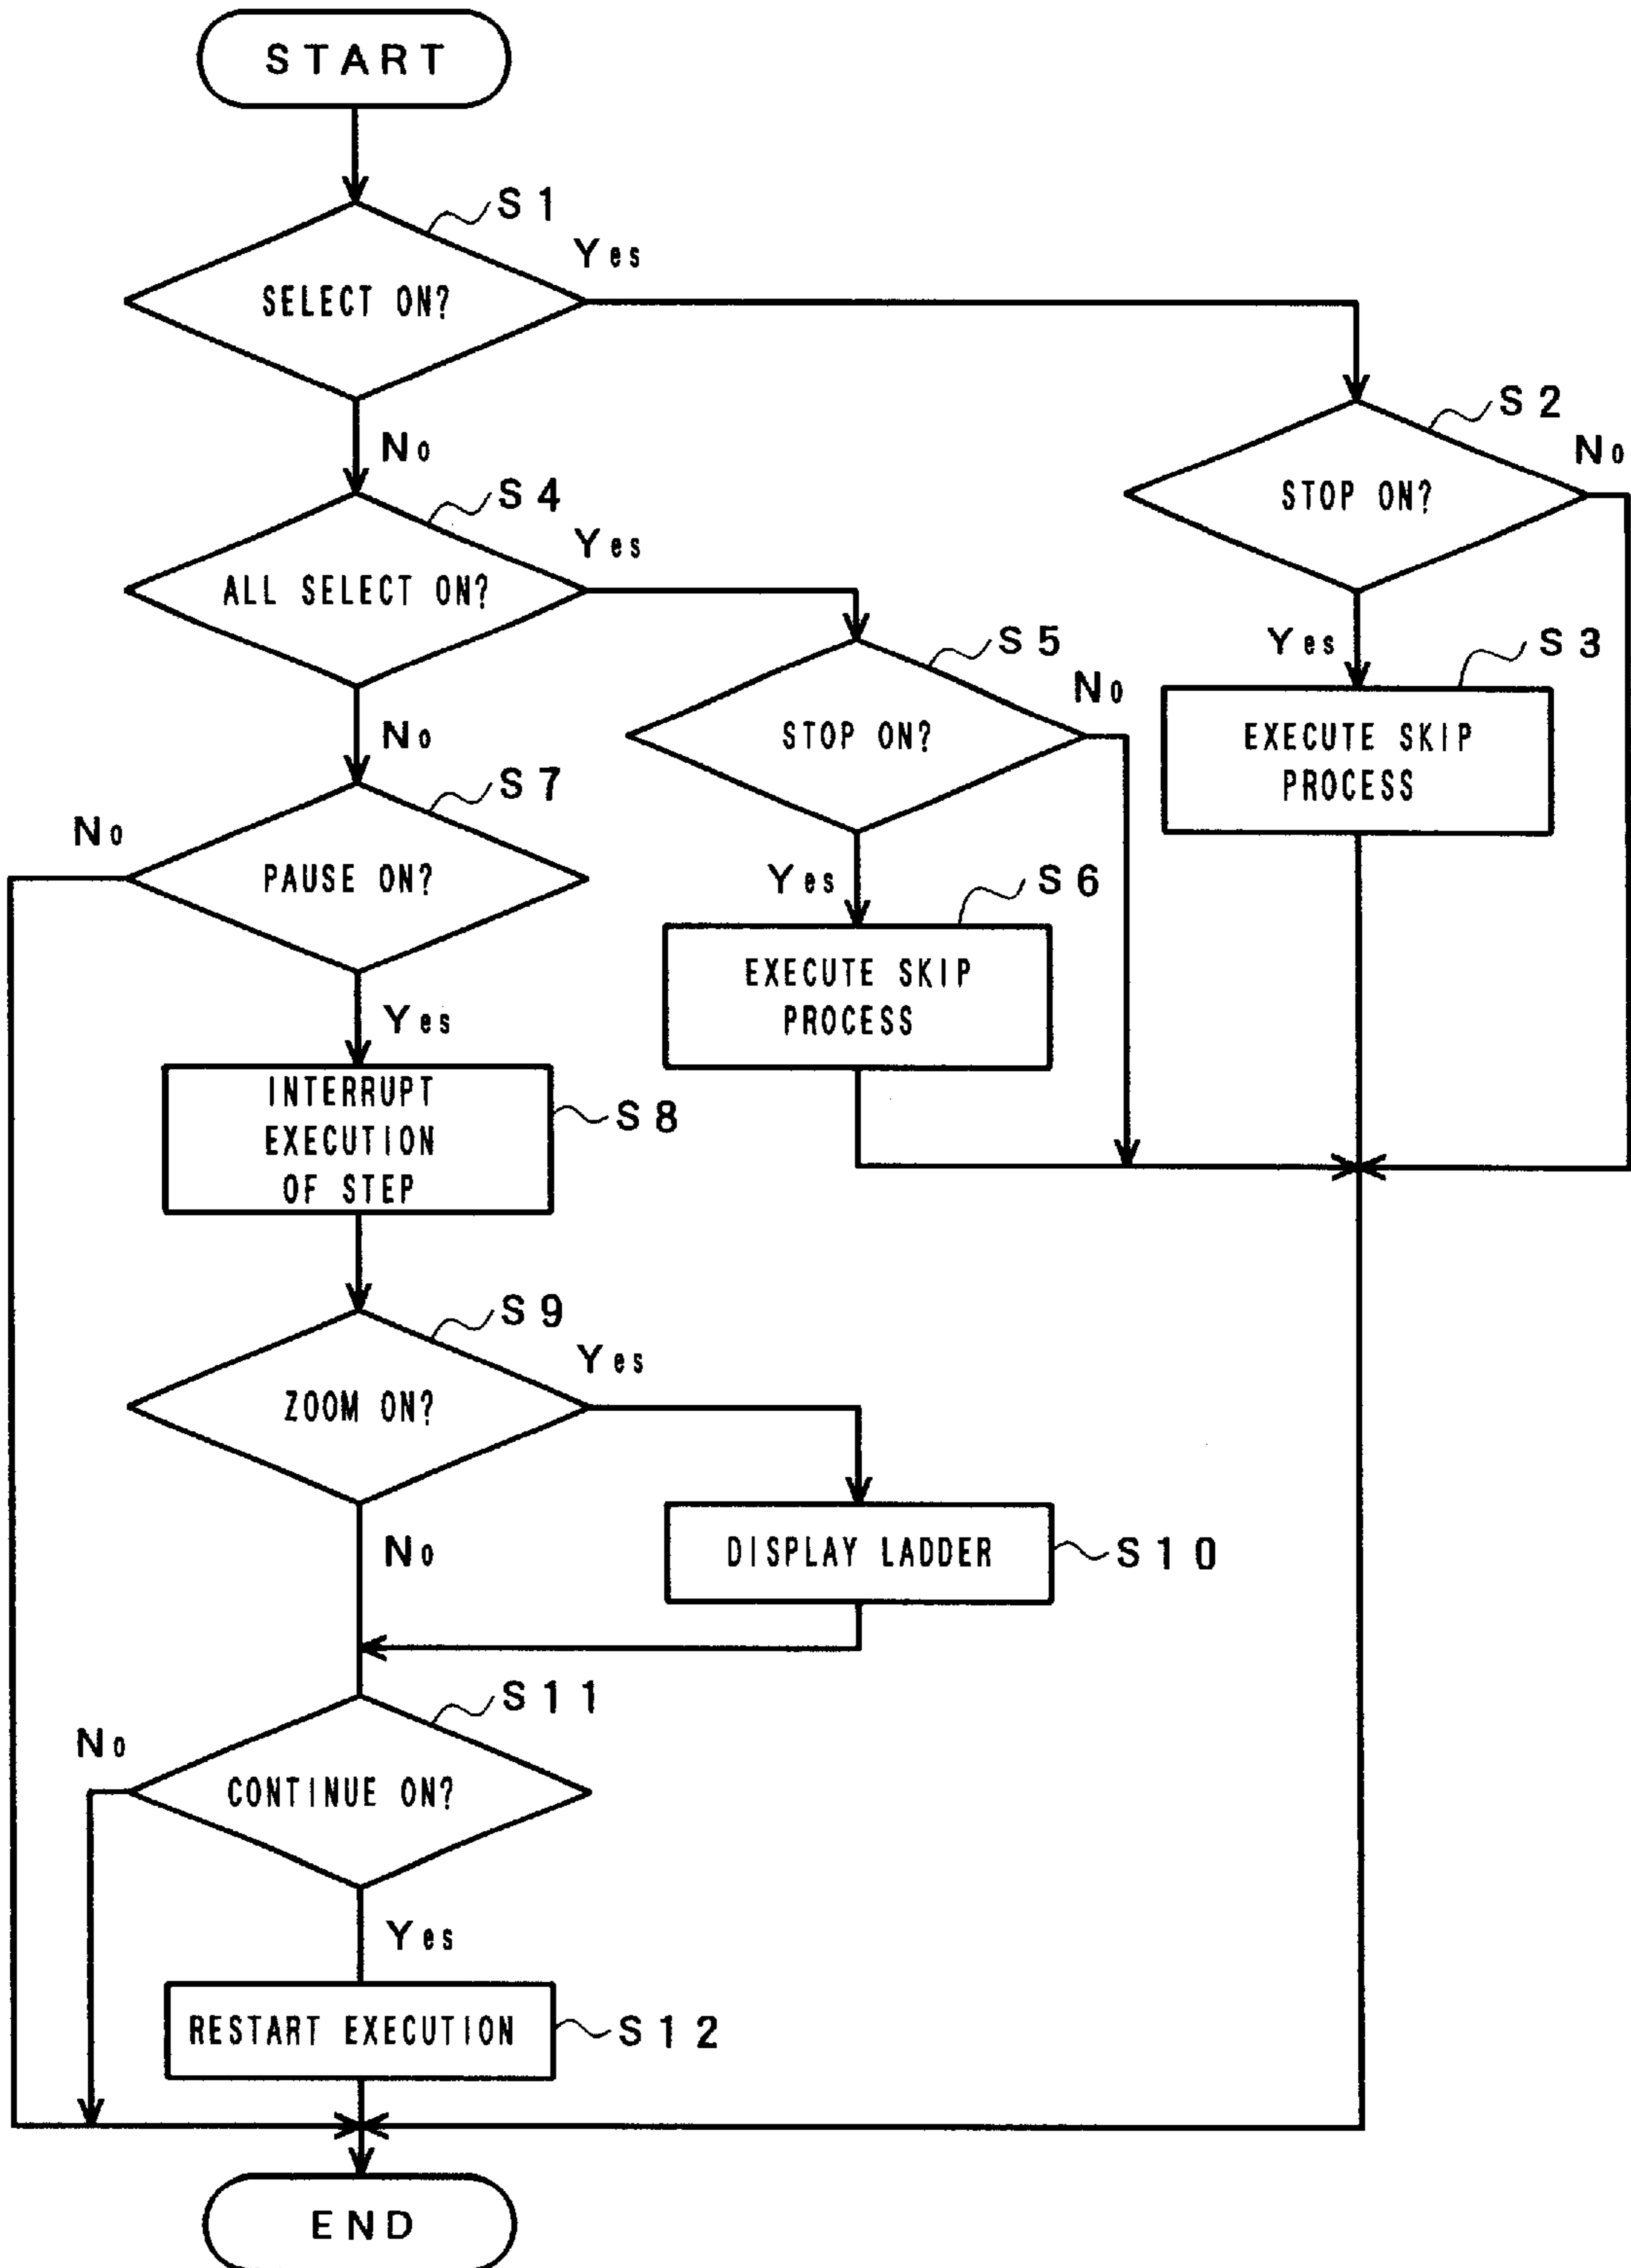 START
S1
Yes
SELECT ON?
S2
No
No
S4
STOP ON?
Yes
ALL SELECT ON?
S5
Yes
S3
No
No
STOP ON?
EXECUTE SKIP
PROCESS
S7
No
PAUSE ON?
Yes
S6
EXECUTE SKIP
PROCESS
Yes
INTERRUPT
EXECUTION
OF STEP
S8
S9
Yes
ZOOM ON?
No
DISPLAY LADDER
S10
S11
No
CONTINUE ON?
Yes
RESTART EXECUTION
S12
END